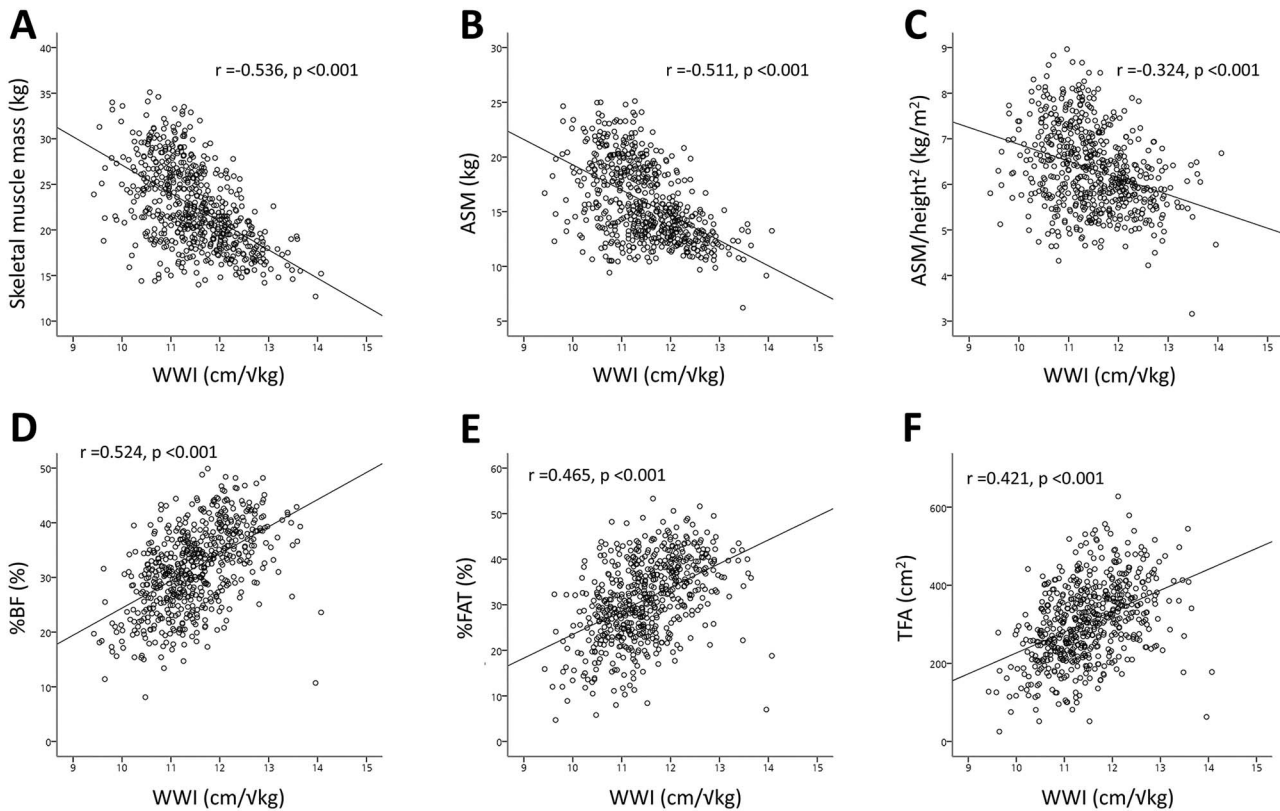 A
Skeletal muscle mass (kg)
r =-0.536, p <0.001
40
35
30
25
20
15
10
9 10 11 12 13 14 15
WWI (cm/√kg)
B
ASM (kg)
r =-0.511, p <0.001
30
25
20
15
10
5
9 10 11 12 13 14 15
WWI (cm/√kg)
C
ASM/height² (kg/m²)
r =-0.324, p <0.001
9
8
7
6
5
4
3
9 10 11 12 13 14 15
WWI (cm/√kg)
D
%BF (%)
r =0.524, p <0.001
50
40
30
20
10
0
9 10 11 12 13 14 15
WWI (cm/√kg)
E
%FAT (%)
r =0.465, p <0.001
60
50
40
30
20
10
0
9 10 11 12 13 14 15
WWI (cm/√kg)
F
TFA (cm²)
r =0.421, p <0.001
600
400
200
0
9 10 11 12 13 14 15
WWI (cm/√kg)